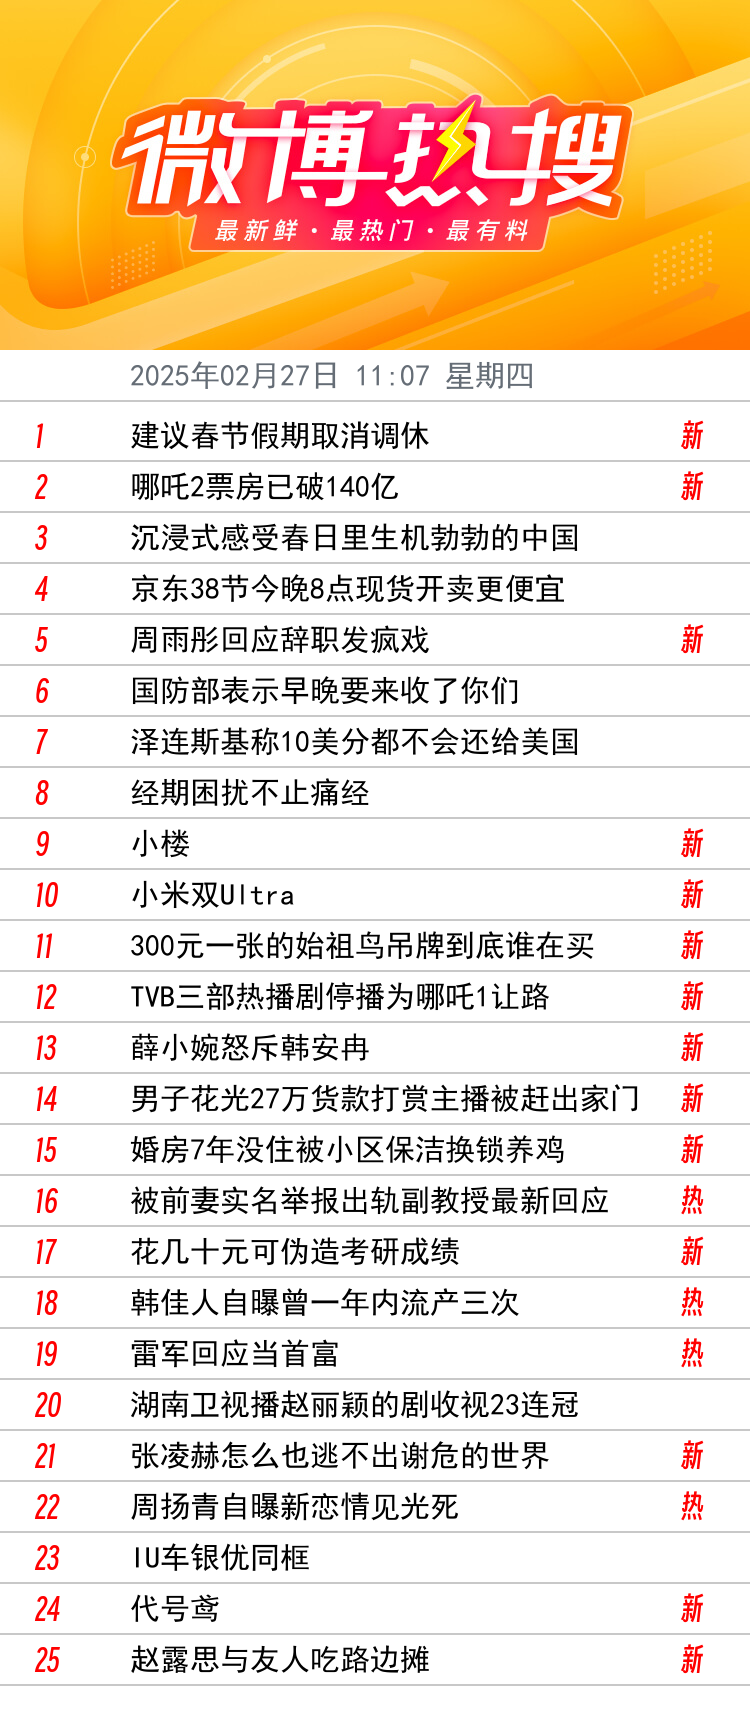 微博热搜
最新鲜·最热门·最有料
2025年02月27日 11:07 星期四
1 建议春节假期取消调休 新
2 哪吒2票房已破140亿 新
3 沉浸式感受春日里生机勃勃的中国
4 京东38节今晚8点现货开卖更便宜
5 周雨彤回应辞职发疯戏 新
6 国防部表示早晚要来收了你们
7 泽连斯基称10美分都不会还给美国
8 经期困扰不止痛经
9 小楼 新
10 小米双Ultra 新
11 300元一张的始祖鸟吊牌到底谁在买 新
12 TVB三部热播剧停播为哪吒1让路 新
13 薛小婉怒斥韩安冉 新
14 男子花光27万货款打赏主播被赶出家门 新
15 婚房7年没住被小区保洁换锁养鸡 新
16 被前妻实名举报出轨副教授最新回应 热
17 花几十元可伪造考研成绩 新
18 韩佳人自曝曾一年内流产三次 热
19 雷军回应当首富 热
20 湖南卫视播赵丽颖的剧收视23连冠
21 张凌赫怎么也逃不出谢危的世界 新
22 周扬青自曝新恋情见光死 热
23 IU车银优同框
24 代号鸢 新
25 赵露思与友人吃路边摊 新